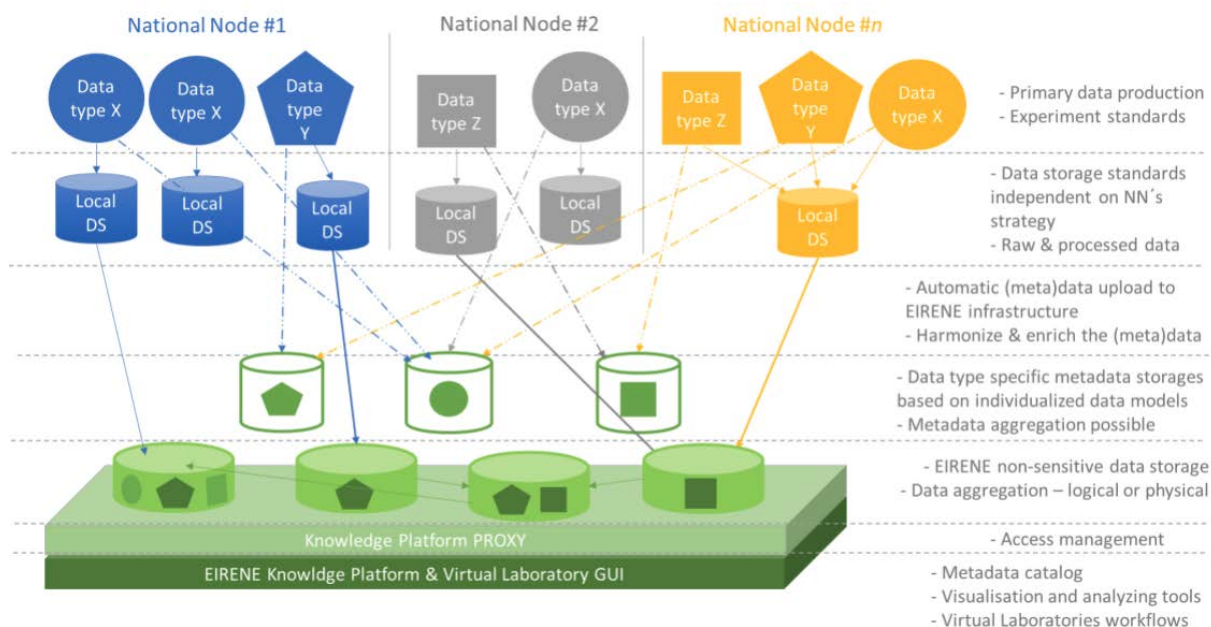 National Node #1
National Node #2
National Node #n
Data
type X
Data
type X
Data
type
Y
Data
type Z
Data
type X
Data
type Z
Data
type
Y
Data
type X
- Primary data production
- Experiment standards
Local
DS
Local
DS
Local
DS
Local
DS
Local
DS
Local
DS
- Data storage standards
independent on NN´s
strategy
- Raw & processed data
- Automatic (meta)data upload to
EIRENE infrastructure
- Harmonize & enrich the (meta)data
- Data type specific metadata storages
based on individualized data models
- Metadata aggregation possible
- EIRENE non-sensitive data storage
- Data aggregation – logical or physical
Knowledge Platform PROXY
- Access management
EIRENE Knowldge Platform & Virtual Laboratory GUI
- Metadata catalog
- Visualisation and analyzing tools
- Virtual Laboratories workflows